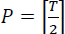 P = ⌈T/2⌉